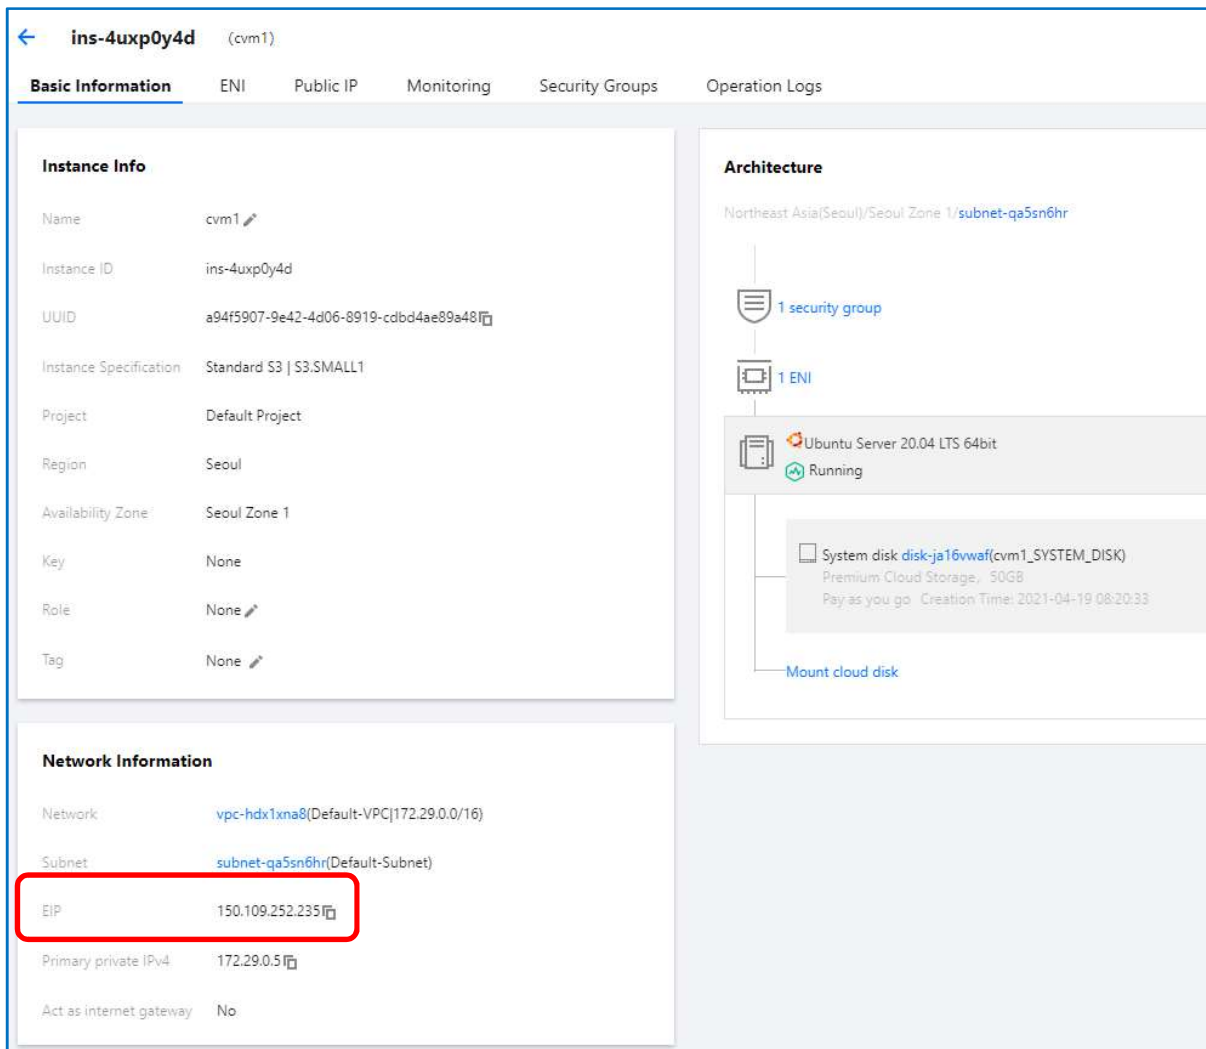 ins-4uxp0y4d (cvm1)
Basic Information ENI Public IP Monitoring Security Groups Operation Logs
Instance Info
Name cvm1
Instance ID ins-4uxp0y4d
UUID a94f5907-9e42-4d06-8919-cdbd4ae89a48
Instance Specification Standard S3 | S3.SMALL1
Project Default Project
Region Seoul
Availability Zone Seoul Zone 1
Key None
Role None
Tag None
Network Information
Network vpc-hdx1xna8(Default-VPC|172.29.0.0/16)
Subnet subnet-qa5sn6hr(Default-Subnet)
EIP 150.109.252.235
Primary private IPv4 172.29.0.5
Act as internet gateway No
Architecture
Northeast Asia(Seoul)/Seoul Zone 1/subnet-qa5sn6hr
1 security group
1 ENI
Ubuntu Server 20.04 LTS 64bit
Running
System disk disk-ja16vwaf(cvm1_SYSTEM_DISK)
Premium Cloud Storage, 50GB
Pay as you go Creation Time: 2021-04-19 08:20:33
Mount cloud disk